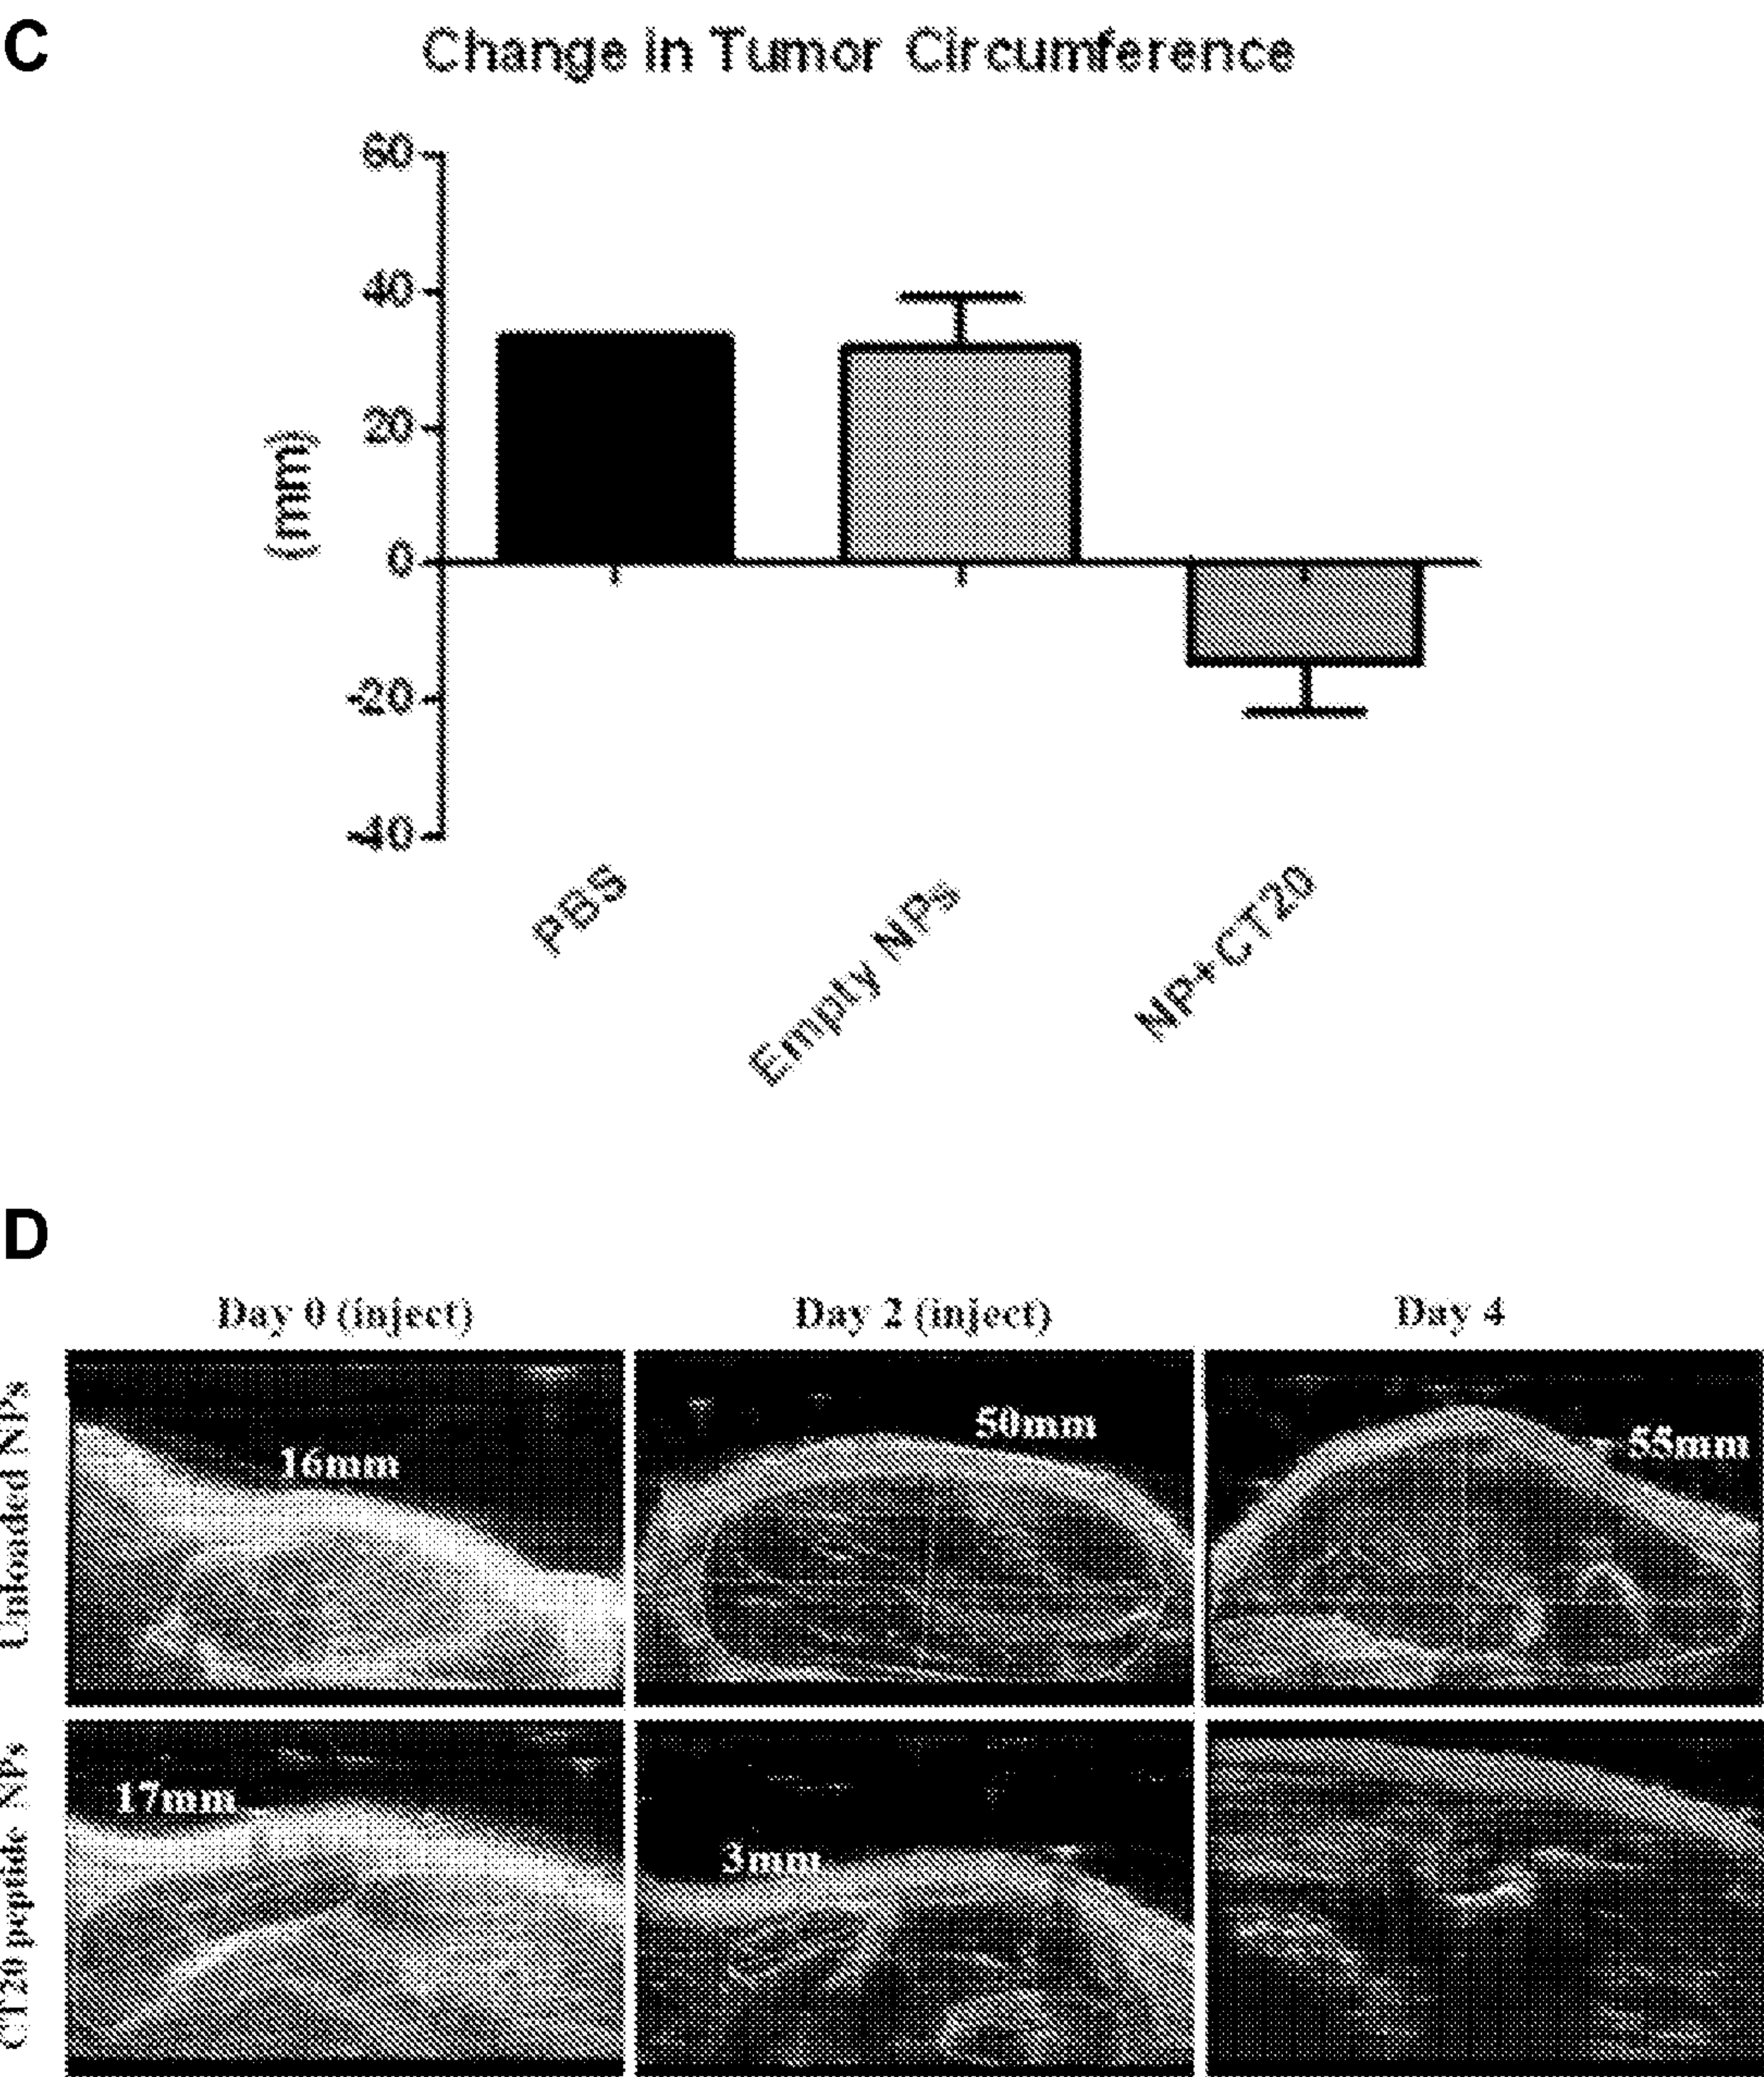 C
Change in Tumor Circumference
60
40
20
0
-20
-40
(mm)
PBS
Empty NPs
NP+CT20
D
Day 0 (inject)
Day 2 (inject)
Day 4
Unloaded NPs
16mm
50mm
55mm
CT20 peptide NPs
17mm
3mm